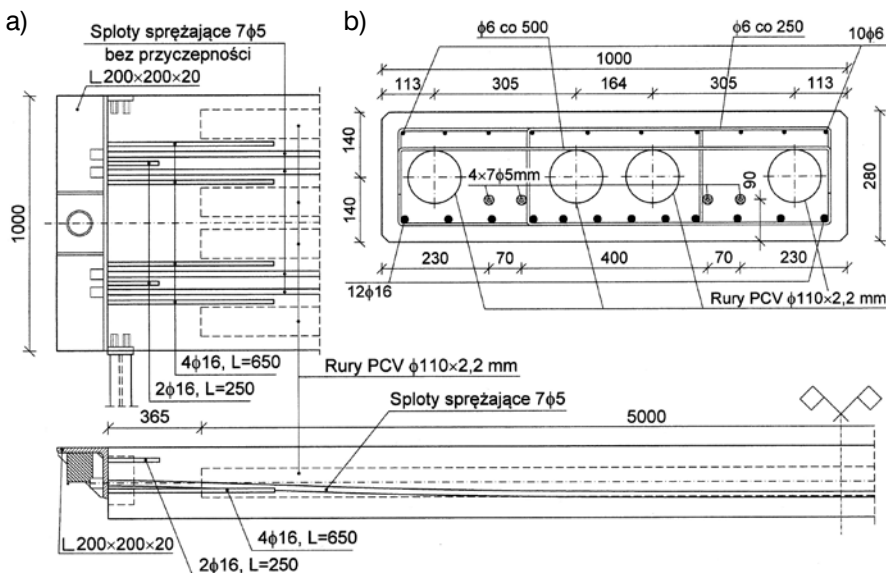 a)
Sploty sprężające 7ϕ5
bez przyczepności
L 200×200×20
1000
4ϕ16, L=650
2ϕ16, L=250
b)
ϕ6 co 500
ϕ6 co 250
10ϕ6
1000
113
305
164
305
113
140
140
4×7ϕ5mm
90
280
230
70
400
70
230
12ϕ16
Rury PCV ϕ110×2,2 mm
Rury PCV ϕ110×2,2 mm
365
Sploty sprężające 7ϕ5
5000
L 200×200×20
4ϕ16, L=650
2ϕ16, L=250